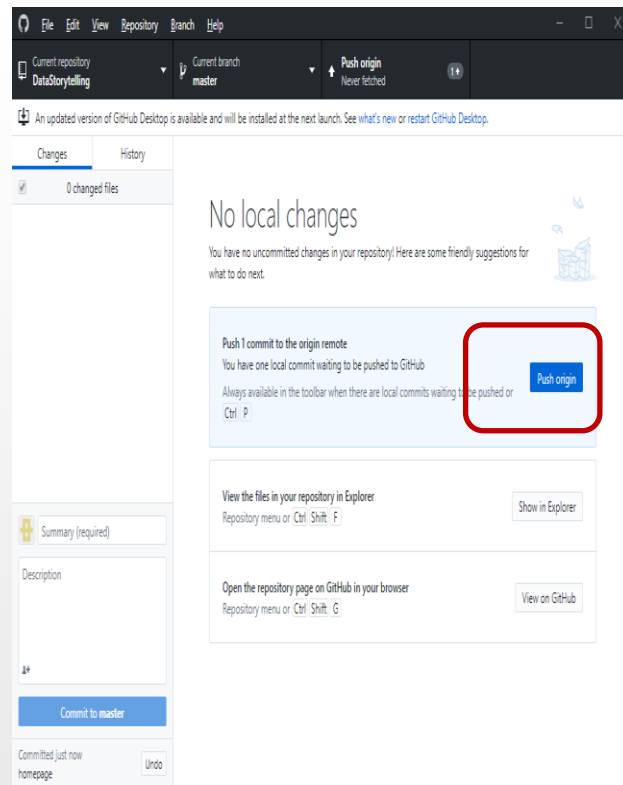 File Edit View Repository Branch Help
Current repository
DataStorytelling
Current branch
master
Push origin
Never fetched
1
An updated version of GitHub Desktop is available and will be installed at the next launch. See what's new or restart GitHub Desktop.
Changes History
0 changed files
No local changes
You have no uncommitted changes in your repository! Here are some friendly suggestions for
what to do next.
Push 1 commit to the origin remote
You have one local commit waiting to be pushed to GitHub
Always available in the toolbar when there are local commits waiting to be pushed or
Ctrl P
Push origin
View the files in your repository in Explorer
Repository menu or Ctrl Shift F
Show in Explorer
Open the repository page on GitHub in your browser
Repository menu or Ctrl Shift G
View on GitHub
Summary (required)
Description
Commit to master
Committed just now
homepage
Undo